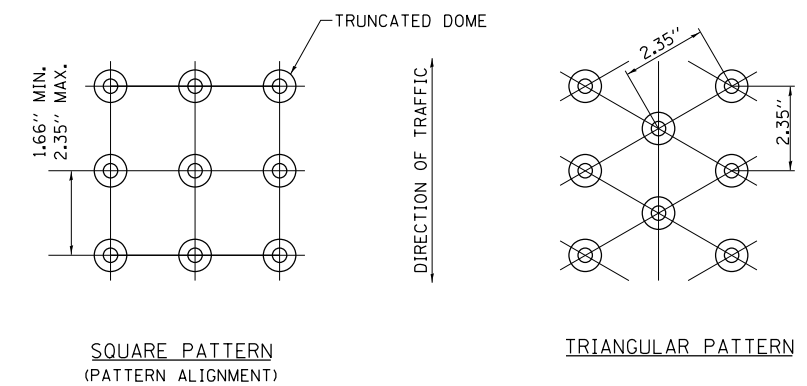 TRUNCATED DOME
1.66" MIN.
2.35" MAX.
DIRECTION OF TRAFFIC
2.35"
2.35"
SQUARE PATTERN
(PATTERN ALIGNMENT)
TRIANGULAR PATTERN